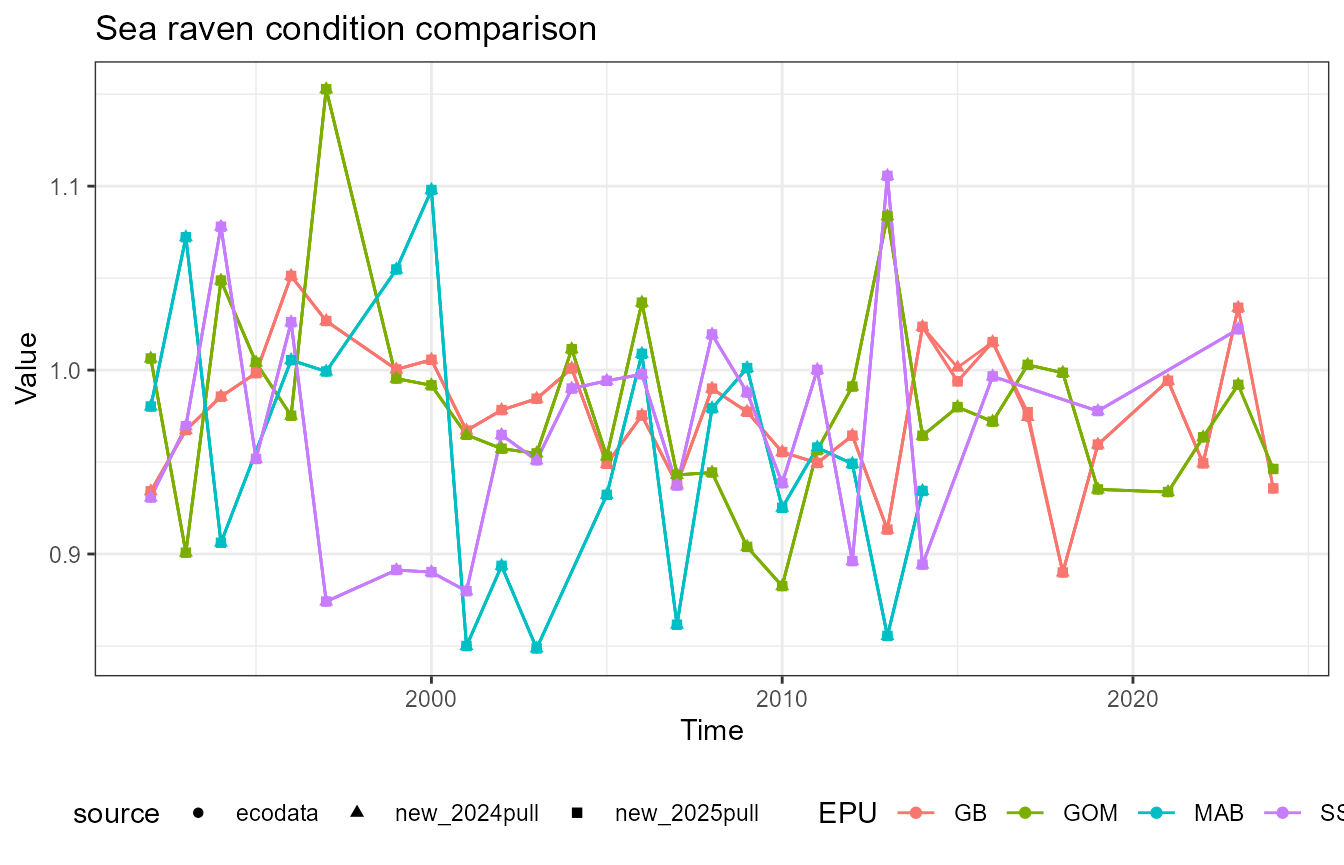 Sea raven condition comparison
Value
1.1
1.0
0.9
2000 2010 2020
Time
source ecodata new_2024pull new_2025pull EPU GB GOM MAB SS